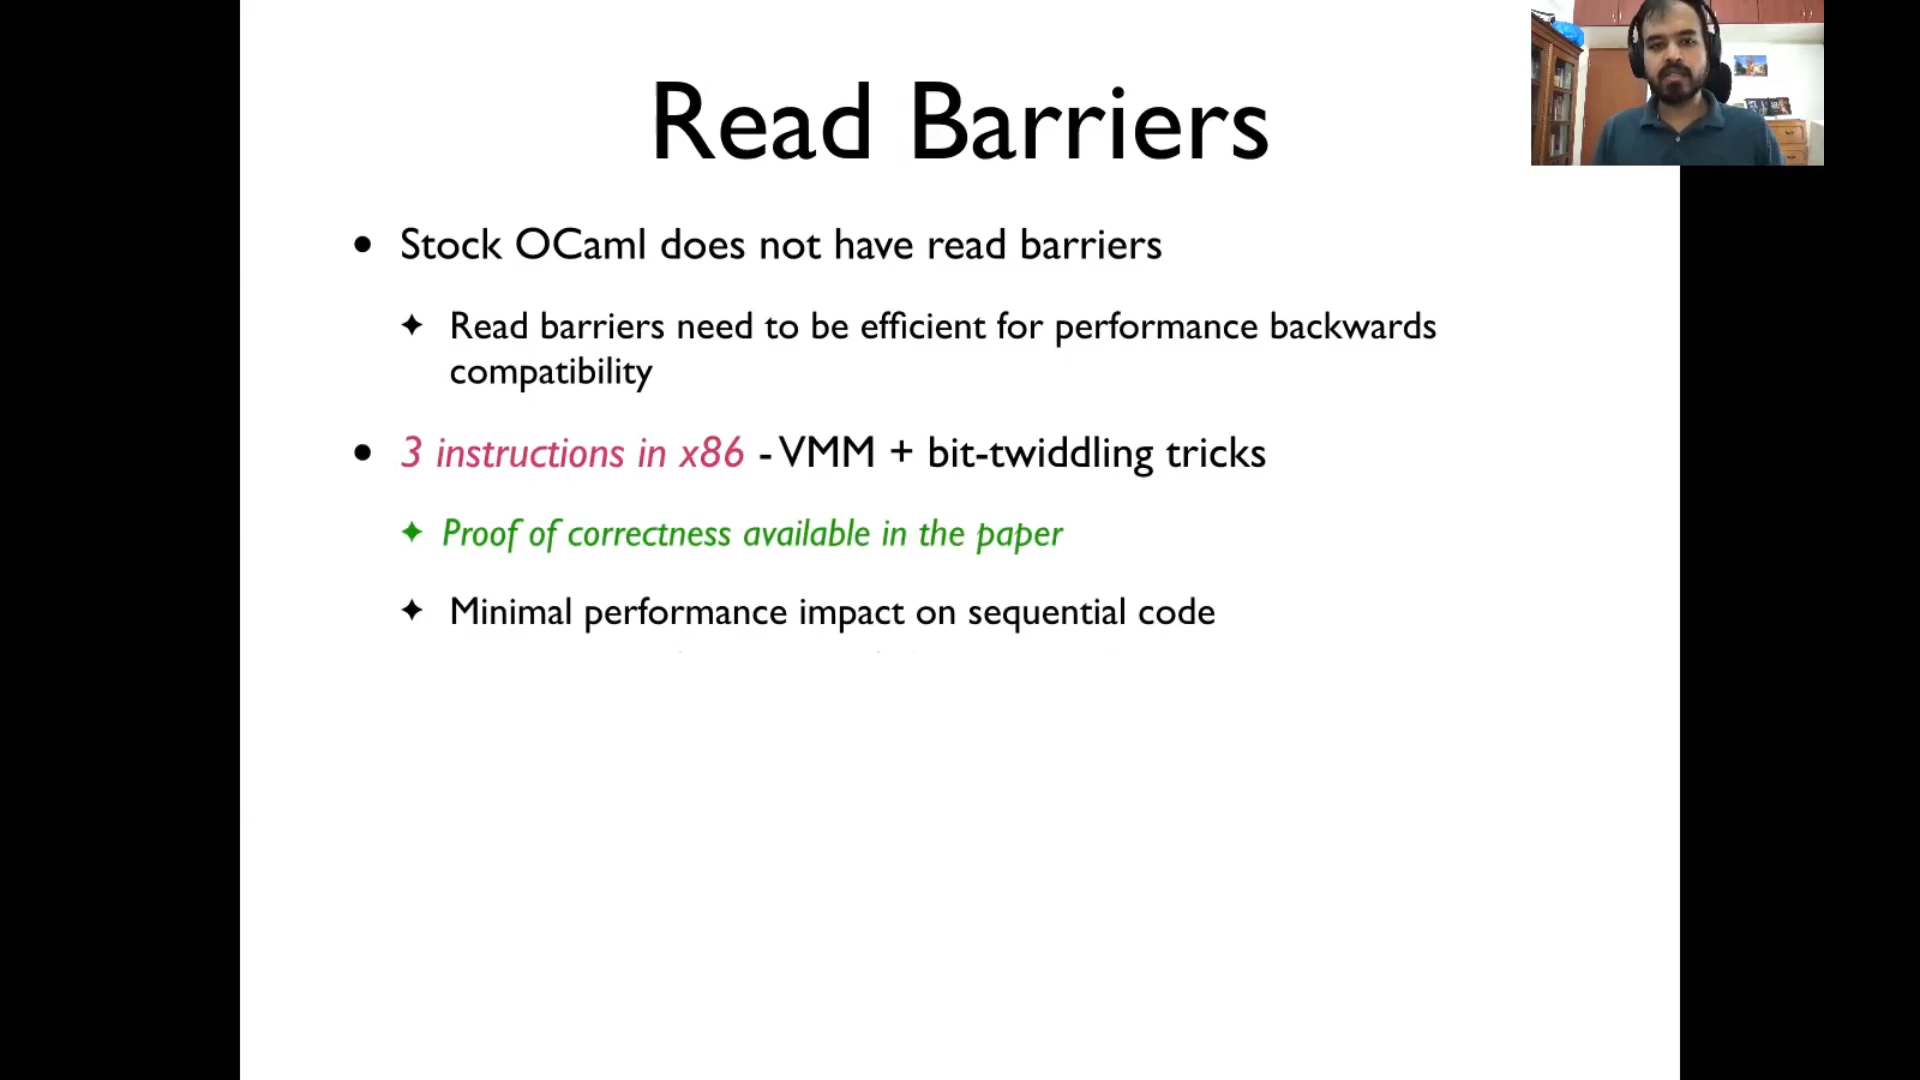 Read Barriers
• Stock OCaml does not have read barriers
✦ Read barriers need to be efficient for performance backwards
compatibility
• 3 instructions in x86 - VMM + bit-twiddling tricks
✦ Proof of correctness available in the paper
✦ Minimal performance impact on sequential code